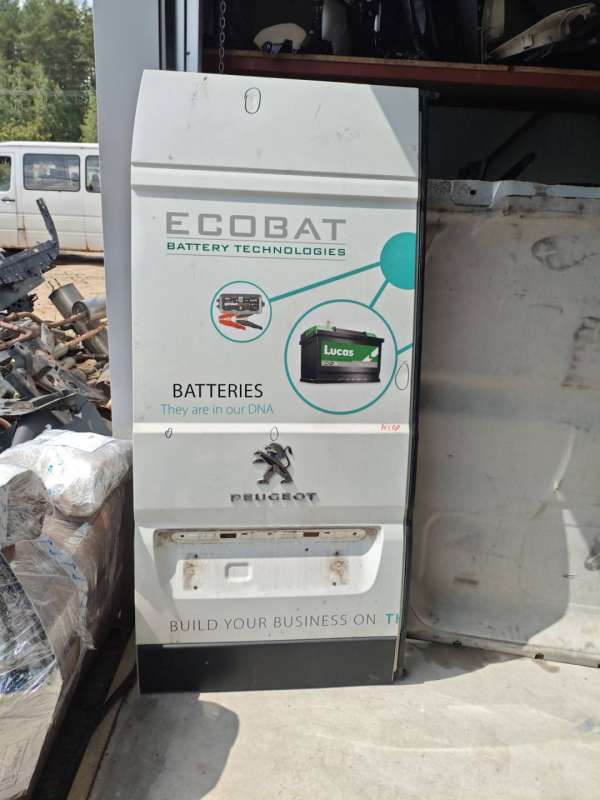 ECOBAT
BATTERY TECHNOLOGIES
Lucas
BATTERIES
They are in our DNA
PEUGEOT
BUILD YOUR BUSINESS ON TH